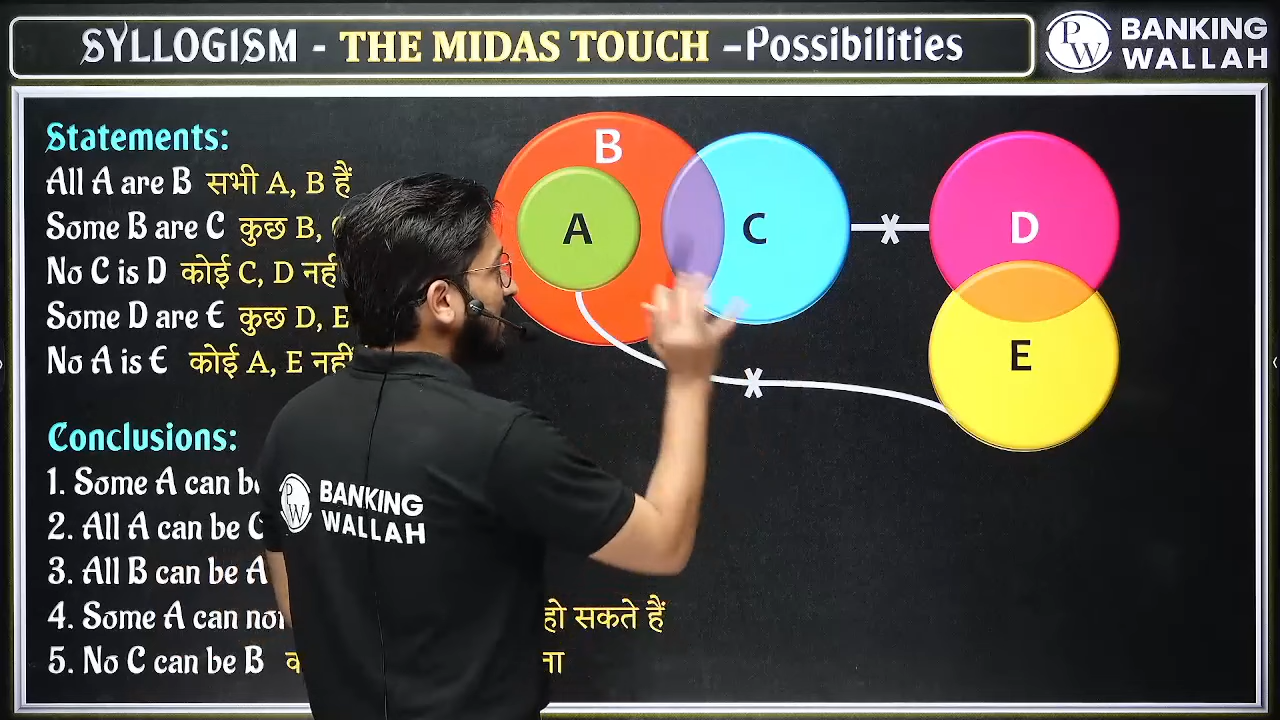 SYLLOGISM - THE MIDAS TOUCH -Possibilities
PW BANKING WALLAH
Statements:
All A are B सभी A, B हैं
Some B are C कुछ B,
No C is D कोई C, D
Some D are E कुछ D, E
No A is E कोई A, E नहीं
Conclusions:
1. Some A can be
2. All A can be C
3. All B can be A
4. Some A can हो सकते हैं
5. No C can be B
B
A
C
D
E
PW BANKING
WALLAH